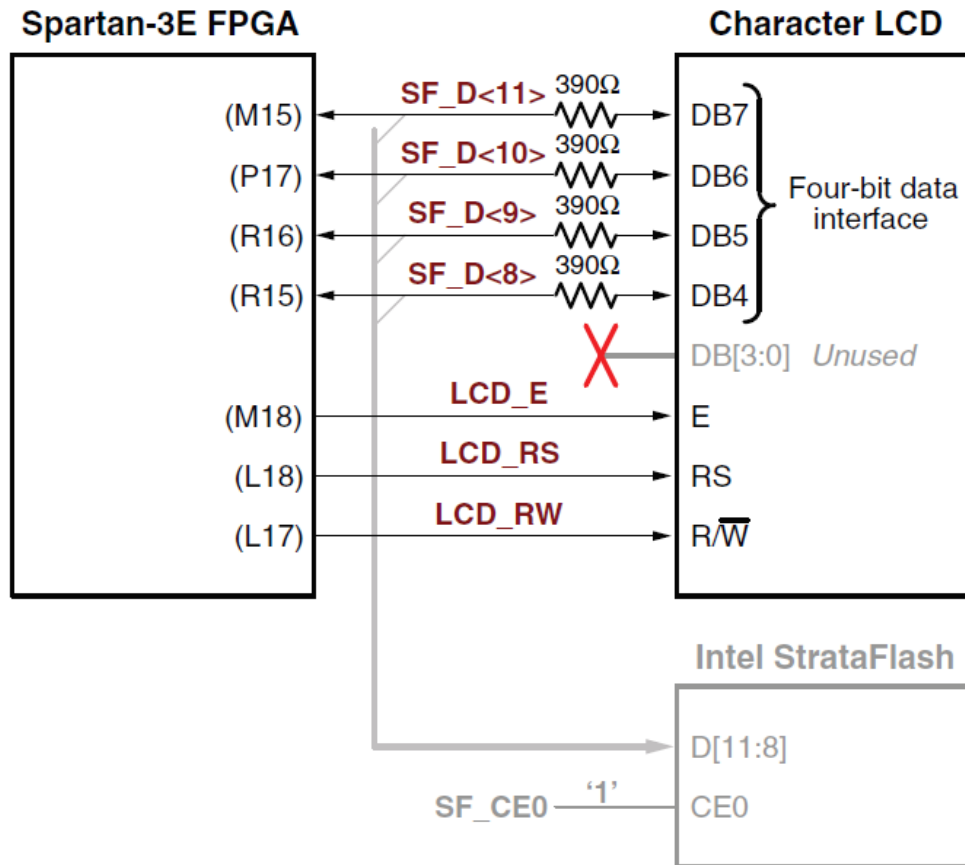 Spartan-3E FPGA
Character LCD
(M15) SF_D<11> 390Ω DB7
(P17) SF_D<10> 390Ω DB6
(R16) SF_D<9> 390Ω DB5
(R15) SF_D<8> 390Ω DB4
Four-bit data
interface
DB[3:0] Unused
(M18) LCD_E E
(L18) LCD_RS RS
(L17) LCD_RW R/W̅
Intel StrataFlash
D[11:8]
SF_CE0 ‘1’ CE0